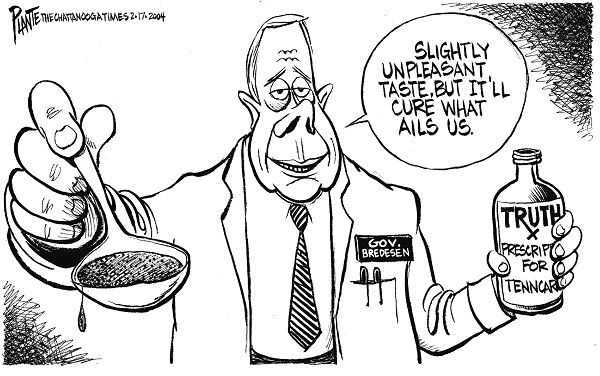 PLANTE THE CHATTANOOGA TIMES 2.17.2004
SLIGHTLY
UNPLEASANT
TASTE, BUT IT'LL
CURE WHAT
AILS US.
GOV.
BREDESEN
TRUTH
X
PRESCRIPT
FOR
TENNCAR